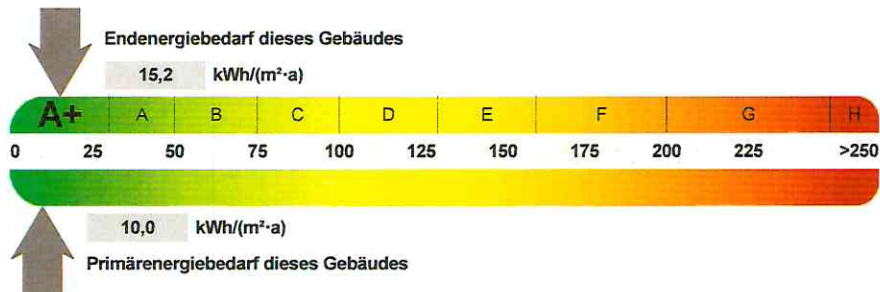 Endenergiebedarf dieses Gebäudes
15,2 kWh/(m²·a)
A+ A B C D E F G H
0 25 50 75 100 125 150 175 200 225 >250
10,0 kWh/(m²·a)
Primärenergiebedarf dieses Gebäudes